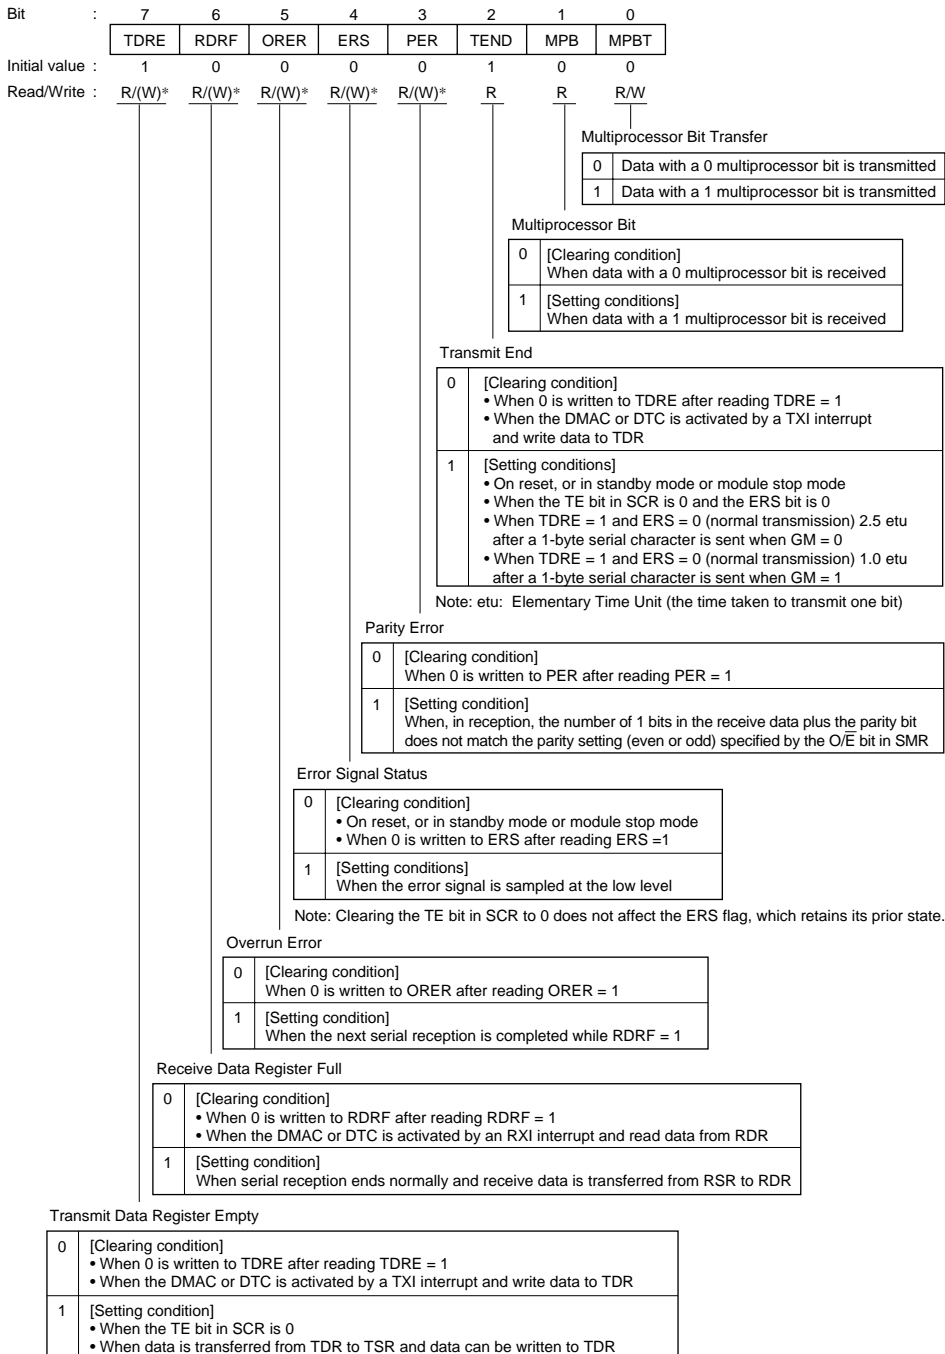 Bit : 7 6 5 4 3 2 1 0
TDRE RDRF ORER ERS PER TEND MPB MPBT
Initial value : 1 0 0 0 0 1 0 0
Read/Write : R/(W)* R/(W)* R/(W)* R/(W)* R/(W)* R R R/W
Multiprocessor Bit Transfer
0 Data with a 0 multiprocessor bit is transmitted
1 Data with a 1 multiprocessor bit is transmitted
Multiprocessor Bit
0 [Clearing condition]
When data with a 0 multiprocessor bit is received
1 [Setting conditions]
When data with a 1 multiprocessor bit is received
Transmit End
0 [Clearing condition]
• When 0 is written to TDRE after reading TDRE = 1
• When the DMAC or DTC is activated by a TXI interrupt
and write data to TDR
1 [Setting conditions]
• On reset, or in standby mode or module stop mode
• When the TE bit in SCR is 0 and the ERS bit is 0
• When TDRE = 1 and ERS = 0 (normal transmission) 2.5 etu
after a 1-byte serial character is sent when GM = 0
• When TDRE = 1 and ERS = 0 (normal transmission) 1.0 etu
after a 1-byte serial character is sent when GM = 1
Note: etu: Elementary Time Unit (the time taken to transmit one bit)
Parity Error
0 [Clearing condition]
When 0 is written to PER after reading PER = 1
1 [Setting condition]
When, in reception, the number of 1 bits in the receive data plus the parity bit
does not match the parity setting (even or odd) specified by the O/E̅ bit in SMR
Error Signal Status
0 [Clearing condition]
• On reset, or in standby mode or module stop mode
• When 0 is written to ERS after reading ERS =1
1 [Setting conditions]
When the error signal is sampled at the low level
Note: Clearing the TE bit in SCR to 0 does not affect the ERS flag, which retains its prior state.
Overrun Error
0 [Clearing condition]
When 0 is written to ORER after reading ORER = 1
1 [Setting condition]
When the next serial reception is completed while RDRF = 1
Receive Data Register Full
0 [Clearing condition]
• When 0 is written to RDRF after reading RDRF = 1
• When the DMAC or DTC is activated by an RXI interrupt and read data from RDR
1 [Setting condition]
When serial reception ends normally and receive data is transferred from RSR to RDR
Transmit Data Register Empty
0 [Clearing condition]
• When 0 is written to TDRE after reading TDRE = 1
• When the DMAC or DTC is activated by a TXI interrupt and write data to TDR
1 [Setting condition]
• When the TE bit in SCR is 0
• When data is transferred from TDR to TSR and data can be written to TDR